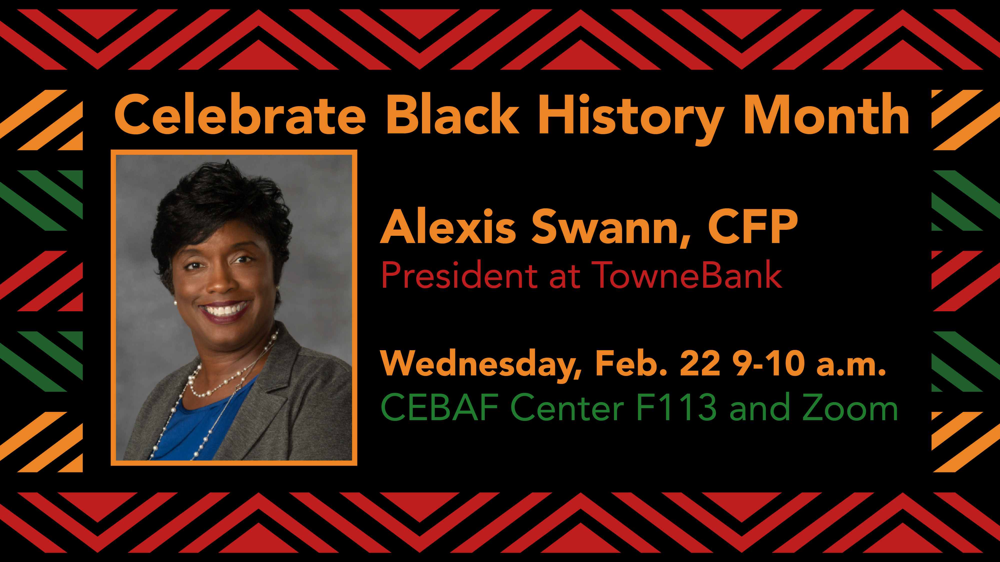 Celebrate Black History Month
Alexis Swann, CFP
President at TowneBank
Wednesday, Feb. 22 9-10 a.m.
CEBAF Center F113 and Zoom